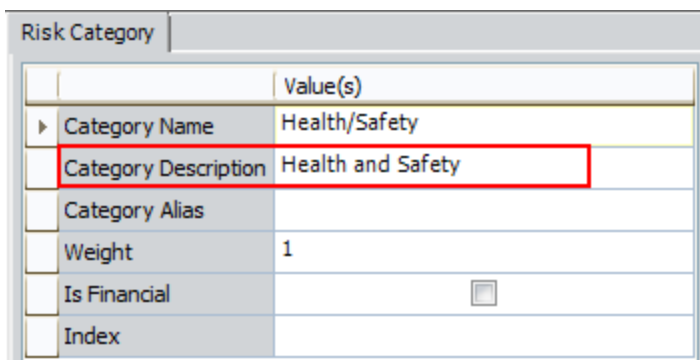 Risk Category
Value(s)
Category Name Health/Safety
Category Description Health and Safety
Category Alias
Weight 1
Is Financial
Index